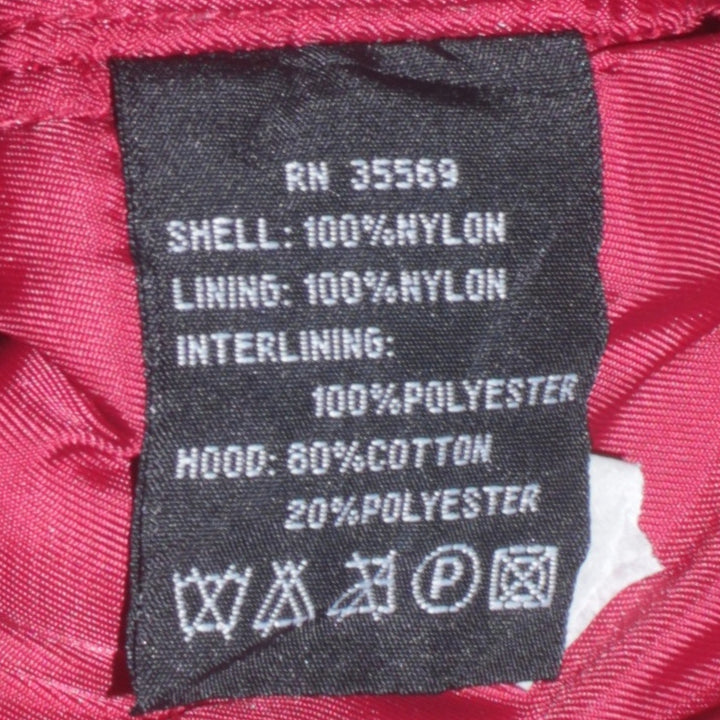 RN 35569
SHELL: 100%NYLON
LINING: 100%NYLON
INTERLINING:
100%POLYESTER
HOOD: 80%COTTON
20%POLYESTER
P